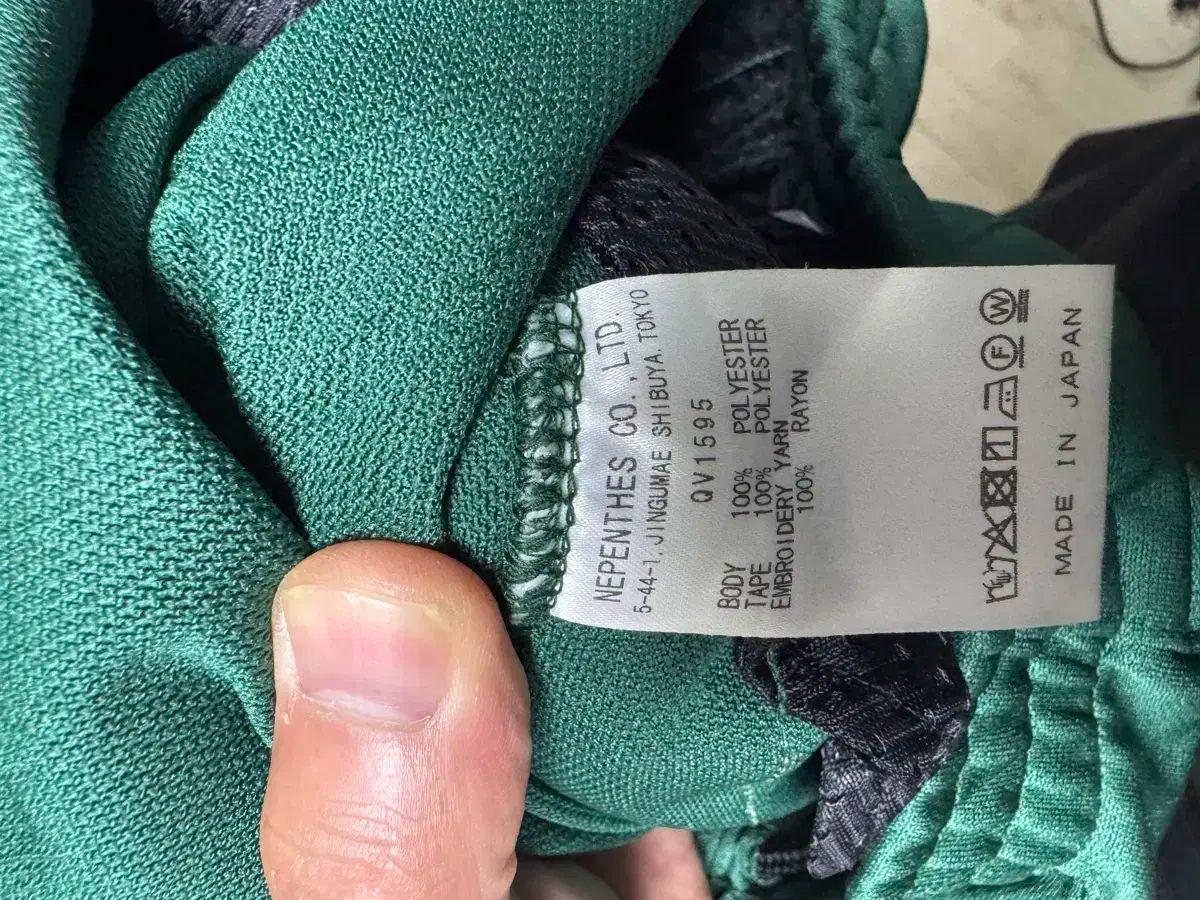 NEPENTHES CO., LTD.
5-44-1, JINGUMAE SHIBUYA, TOKYO
QV1595
BODY 100% POLYESTER
TAPE 100% POLYESTER
EMBROIDERY YARN
100% RAYON
F
W
MADE IN JAPAN